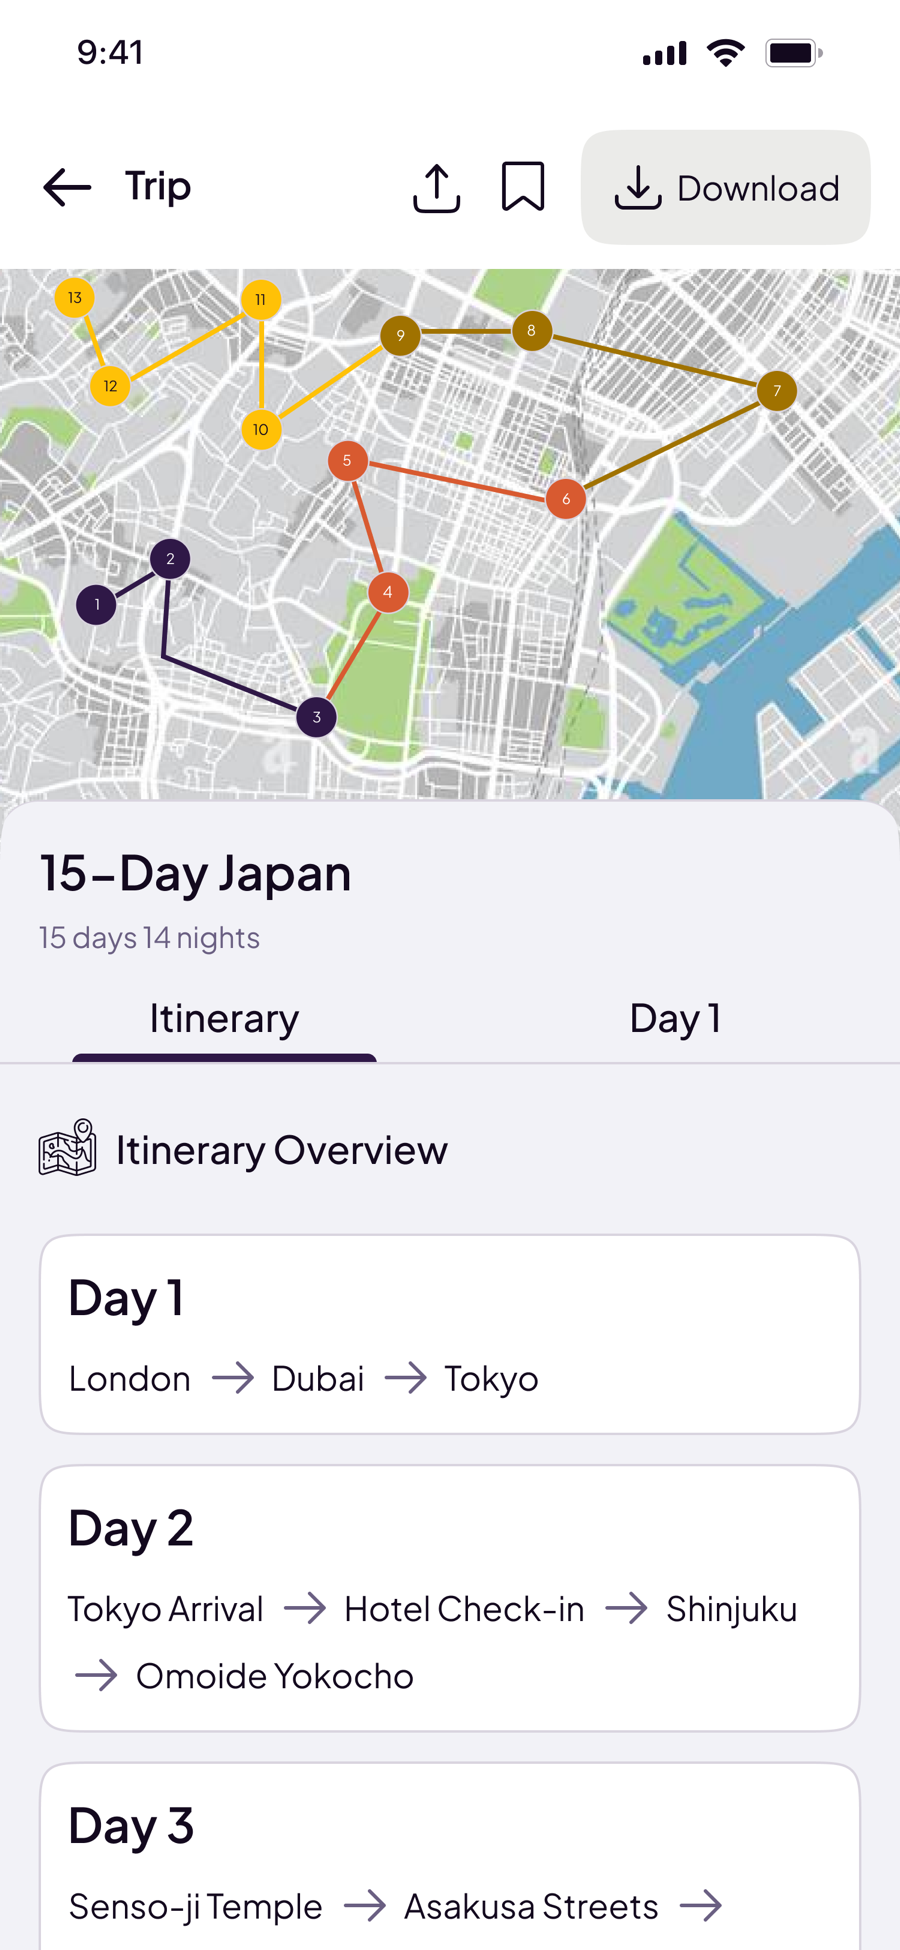 9:41
Trip
Download
13
11
9
8
12
7
10
5
6
2
4
1
3
a
a
15-Day Japan
15 days 14 nights
Itinerary
Day 1
Itinerary Overview
Day 1
London → Dubai → Tokyo
Day 2
Tokyo Arrival → Hotel Check-in → Shinjuku
→ Omoide Yokocho
Day 3
Senso-ji Temple → Asakusa Streets →